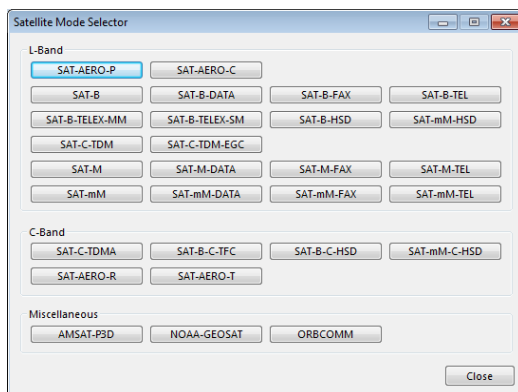 Satellite Mode Selector
L-Band
SAT-AERO-P SAT-AERO-C
SAT-B SAT-B-DATA SAT-B-FAX SAT-B-TEL
SAT-B-TELEX-MM SAT-B-TELEX-SM SAT-B-HSD SAT-mM-HSD
SAT-C-TDM SAT-C-TDM-EGC
SAT-M SAT-M-DATA SAT-M-FAX SAT-M-TEL
SAT-mM SAT-mM-DATA SAT-mM-FAX SAT-mM-TEL
C-Band
SAT-C-TDMA SAT-B-C-TFC SAT-B-C-HSD SAT-mM-C-HSD
SAT-AERO-R SAT-AERO-T
Miscellaneous
AMSAT-P3D NOAA-GEOSAT ORBCOMM
Close